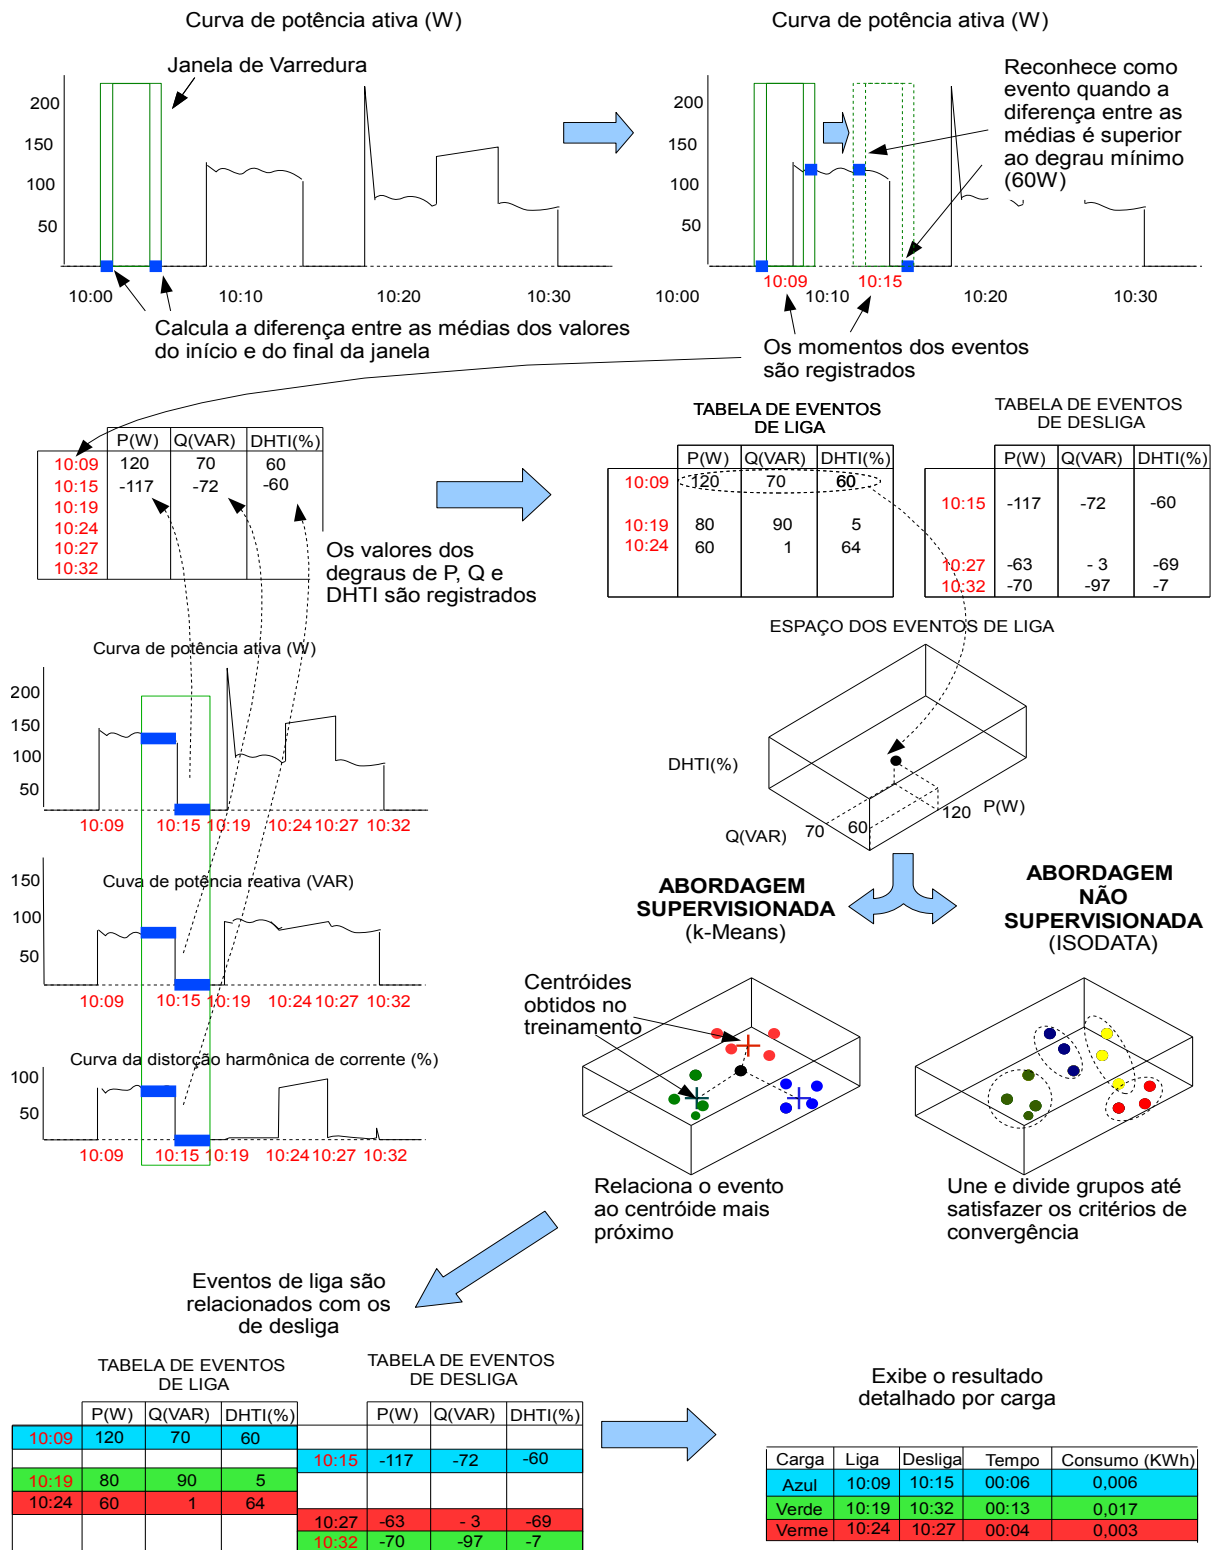 Curva de potência ativa (W)
Janela de Varredura
200
150
100
50
10:00
10:10
10:20
10:30
Calcula a diferença entre as médias dos valores
do início e do final da janela
Curva de potência ativa (W)
Reconhece como
evento quando a
diferença entre as
médias é superior
ao degrau mínimo
(60W)
200
150
100
50
10:09
10:15
10:00
10:10
10:20
10:30
Os momentos dos eventos
são registrados
P(W) Q(VAR) DHTI(%)
10:09 120 70 60
10:15 -117 -72 -60
10:19
10:24
10:27
10:32
Os valores dos
degraus de P, Q e
DHTI são registrados
TABELA DE EVENTOS
DE LIGA
P(W) Q(VAR) DHTI(%)
10:09 120 70 60
10:19 80 90 5
10:24 60 1 64
TABELA DE EVENTOS
DE DESLIGA
P(W) Q(VAR) DHTI(%)
10:15 -117 -72 -60
10:27 -63 - 3 -69
10:32 -70 -97 -7
Curva de potência ativa (W)
200
150
100
50
10:09 10:15 10:19 10:24 10:27 10:32
Cuva de potência reativa (VAR)
150
100
50
10:09 10:15 10:19 10:24 10:27 10:32
Curva da distorção harmônica de corrente (%)
100
50
10:09 10:15 10:19 10:24 10:27 10:32
ESPAÇO DOS EVENTOS DE LIGA
DHTI(%)
Q(VAR)
70
60
120
P(W)
ABORDAGEM
SUPERVISIONADA
(k-Means)
ABORDAGEM
NÃO
SUPERVISIONADA
(ISODATA)
Centróides
obtidos no
treinamento
Relaciona o evento
ao centróide mais
próximo
Une e divide grupos até
satisfazer os critérios de
convergência
Eventos de liga são
relacionados com os
de desliga
TABELA DE EVENTOS
DE LIGA
P(W) Q(VAR) DHTI(%)
10:09 120 70 60
10:19 80 90 5
10:24 60 1 64
TABELA DE EVENTOS
DE DESLIGA
P(W) Q(VAR) DHTI(%)
10:15 -117 -72 -60
10:27 -63 - 3 -69
10:32 -70 -97 -7
Exibe o resultado
detalhado por carga
Carga Liga Desliga Tempo Consumo (KWh)
Azul 10:09 10:15 00:06 0,006
Verde 10:19 10:32 00:13 0,017
Verme 10:24 10:27 00:04 0,003